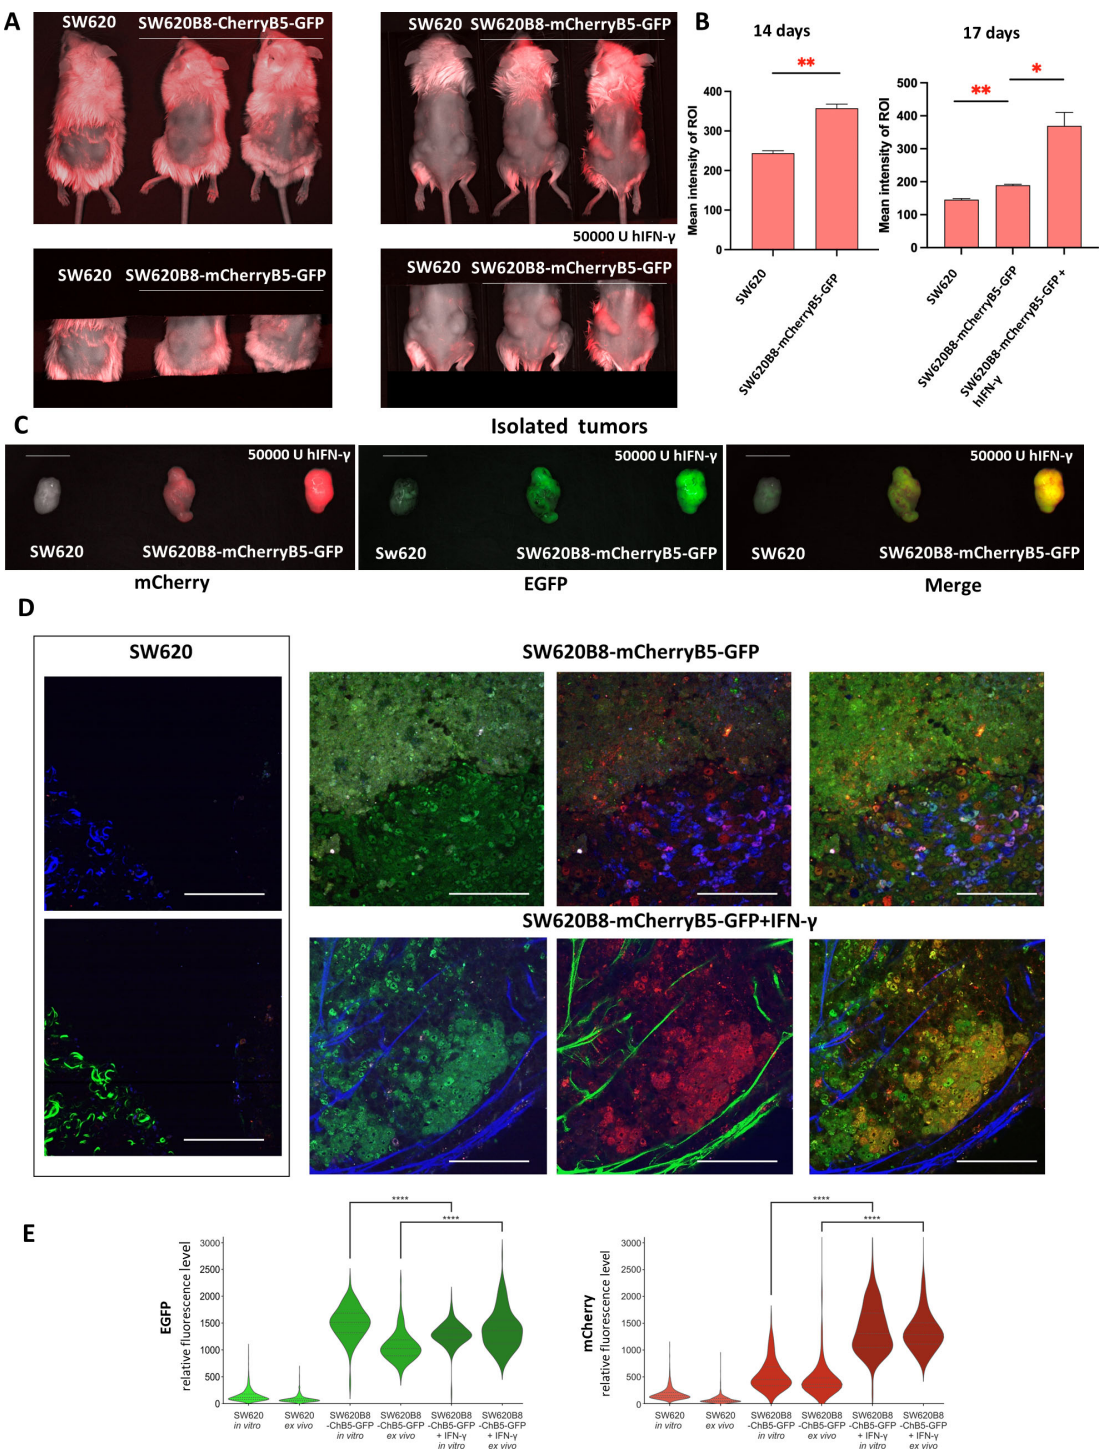 A
SW620 SW620B8-CherryB5-GFP
SW620 SW620B8-mCherryB5-GFP
50000 U hIFN-γ
SW620 SW620B8-mCherryB5-GFP
SW620 SW620B8-mCherryB5-GFP
B
14 days
**
Mean intensity of ROI
400
300
200
100
0
SW620
SW620B8-mCherryB5-GFP
17 days
**
*
Mean intensity of ROI
500
400
300
200
100
0
SW620
SW620B8-mCherryB5-GFP
SW620B8-mCherryB5-GFP +
hIFN-γ
C
Isolated tumors
50000 U hIFN-γ
SW620 SW620B8-mCherryB5-GFP
mCherry
50000 U hIFN-γ
Sw620 SW620B8-mCherryB5-GFP
EGFP
50000 U hIFN-γ
SW620 SW620B8-mCherryB5-GFP
Merge
D
SW620
SW620B8-mCherryB5-GFP
SW620B8-mCherryB5-GFP+IFN-γ
E
EGFP
relative fluorescence level
3000
2500
2000
1500
1000
500
0
****
****
SW620
in vitro
SW620
ex vivo
SW620B8
-ChB5-GFP
in vitro
SW620B8
-ChB5-GFP
ex vivo
SW620B8
-ChB5-GFP
+ IFN-γ
in vitro
SW620B8
-ChB5-GFP
+ IFN-γ
ex vivo
mCherry
relative fluorescence level
3000
2500
2000
1500
1000
500
0
****
****
SW620
in vitro
SW620
ex vivo
SW620B8
-ChB5-GFP
in vitro
SW620B8
-ChB5-GFP
ex vivo
SW620B8
-ChB5-GFP
+ IFN-γ
in vitro
SW620B8
-ChB5-GFP
+ IFN-γ
ex vivo